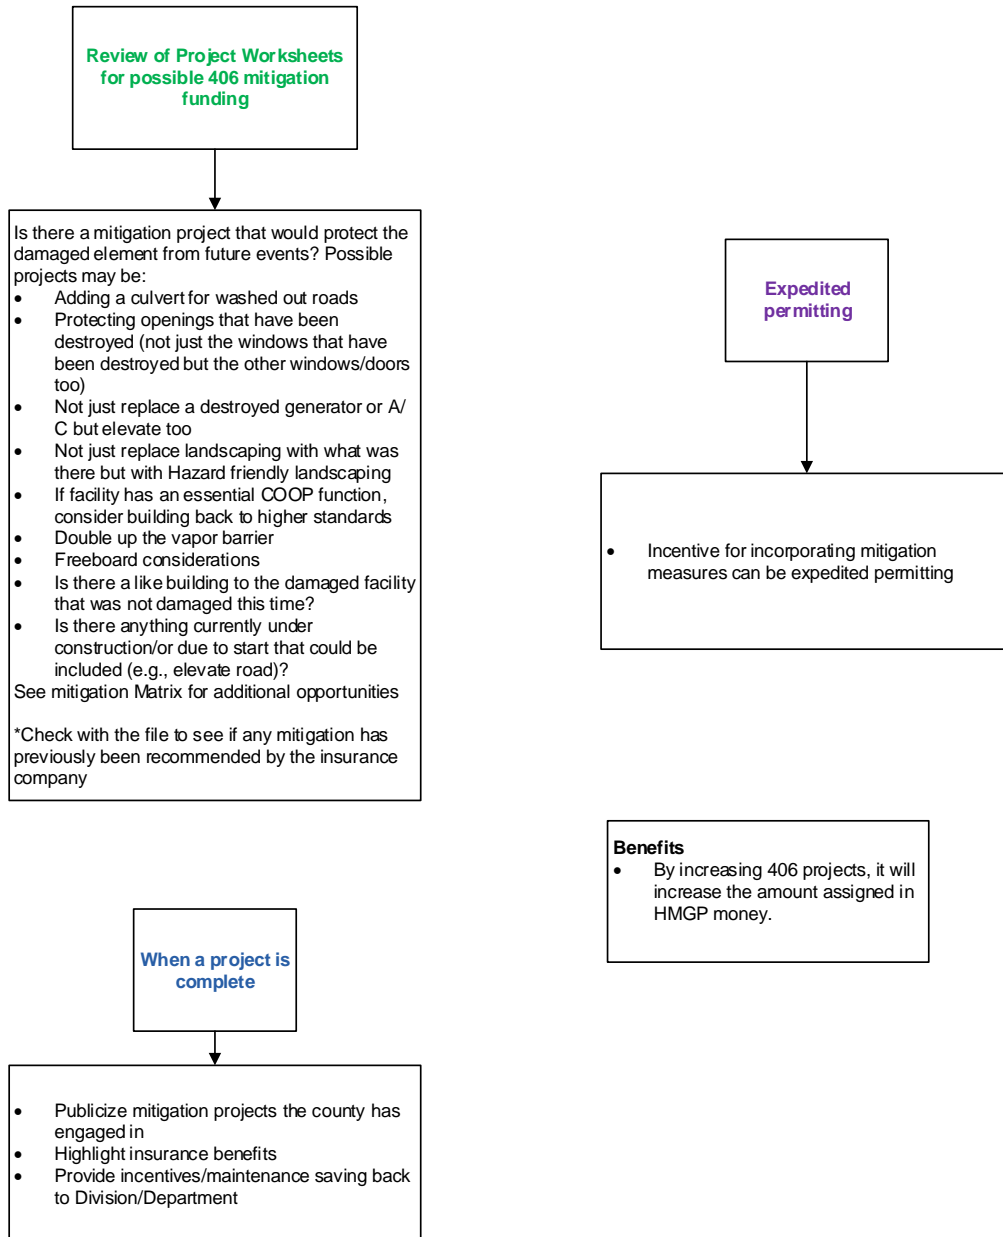 Review of Project Worksheets
for possible 406 mitigation
funding
Is there a mitigation project that would protect the
damaged element from future events? Possible
projects may be:
• Adding a culvert for washed out roads
• Protecting openings that have been
destroyed (not just the windows that have
been destroyed but the other windows/doors
too)
• Not just replace a destroyed generator or A/
C but elevate too
• Not just replace landscaping with what was
there but with Hazard friendly landscaping
• If facility has an essential COOP function,
consider building back to higher standards
• Double up the vapor barrier
• Freeboard considerations
• Is there a like building to the damaged facility
that was not damaged this time?
• Is there anything currently under
construction/or due to start that could be
included (e.g., elevate road)?
See mitigation Matrix for additional opportunities
*Check with the file to see if any mitigation has
previously been recommended by the insurance
company
When a project is
complete
• Publicize mitigation projects the county has
engaged in
• Highlight insurance benefits
• Provide incentives/maintenance saving back
to Division/Department
Expedited
permitting
• Incentive for incorporating mitigation
measures can be expedited permitting
Benefits
• By increasing 406 projects, it will
increase the amount assigned in
HMGP money.